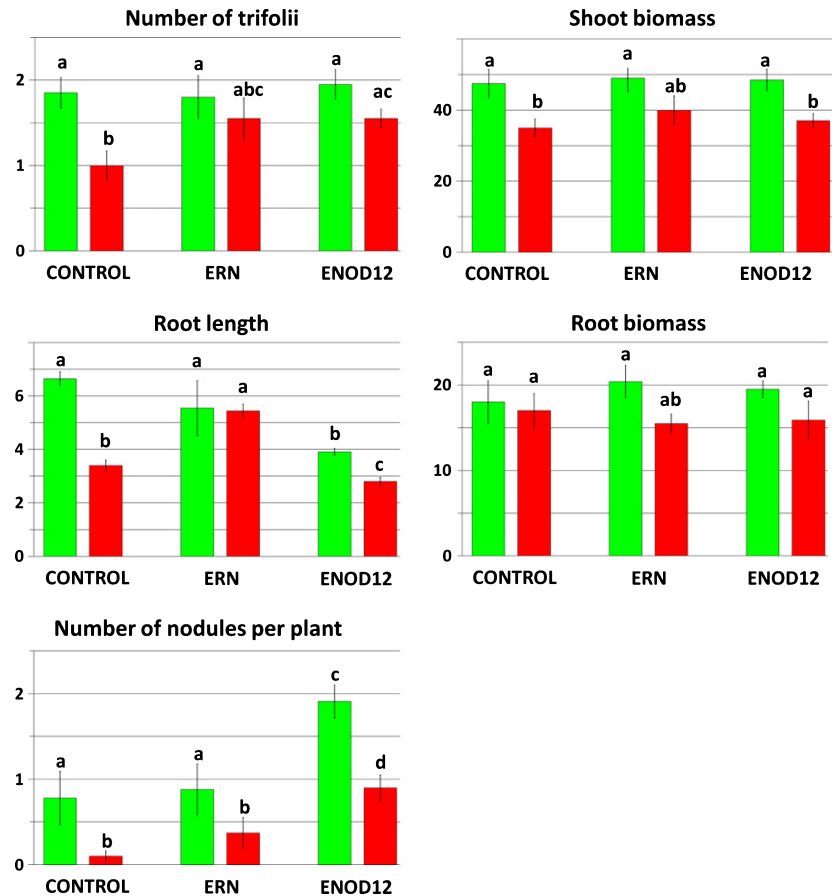 Number of trifolii
2
1
0
a
b
a
abc
a
ac
CONTROL
ERN
ENOD12
Shoot biomass
40
20
0
a
b
a
ab
a
b
CONTROL
ERN
ENOD12
Root length
6
4
2
0
a
b
a
a
b
c
CONTROL
ERN
ENOD12
Root biomass
20
10
0
a
a
a
ab
a
a
CONTROL
ERN
ENOD12
Number of nodules per plant
2
1
0
a
b
a
b
c
d
CONTROL
ERN
ENOD12